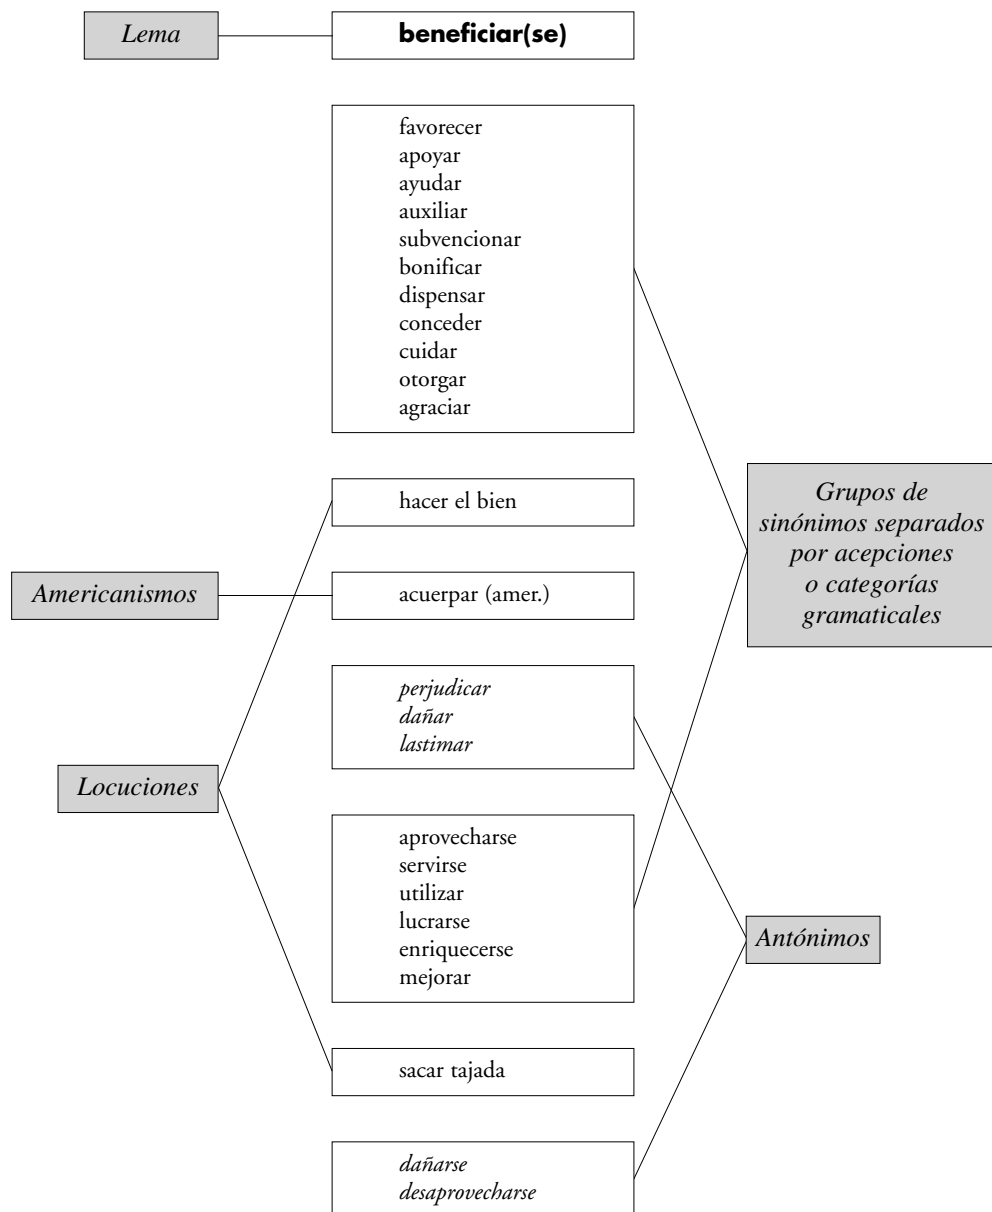 Lema
beneficiar(se)
favorecer
apoyar
ayudar
auxiliar
subvencionar
bonificar
dispensar
conceder
cuidar
otorgar
agraciar
hacer el bien
Grupos de
sinónimos separados
por acepciones
o categorías
gramaticales
Americanismos
acuerpar (amer.)
perjudicar
dañar
lastimar
Locuciones
aprovecharse
servirse
utilizar
lucrarse
enriquecerse
mejorar
Antónimos
sacar tajada
dañarse
desaprovecharse